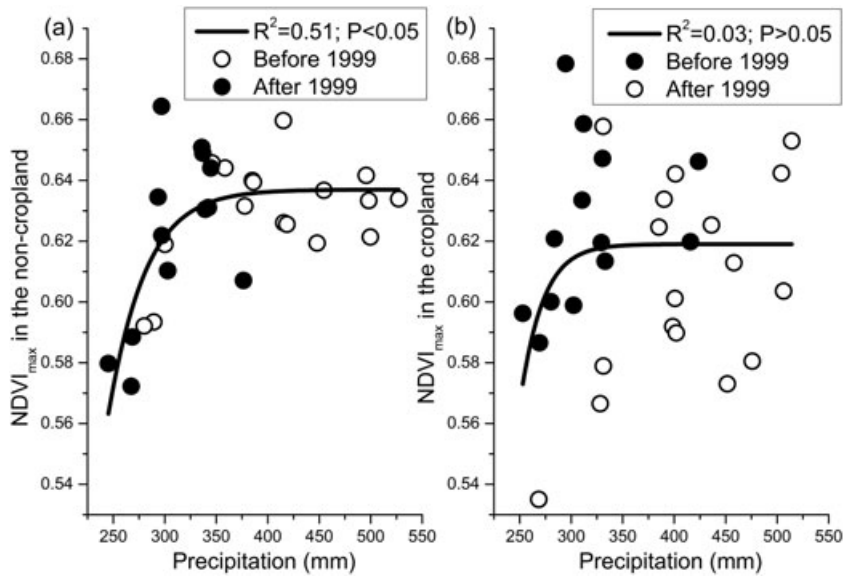 (a)
R²=0.51; P<0.05
Before 1999
After 1999
NDVImax in the non-cropland
0.68
0.66
0.64
0.62
0.60
0.58
0.56
0.54
250 300 350 400 450 500 550
Precipitation (mm)
(b)
R²=0.03; P>0.05
Before 1999
After 1999
NDVImax in the cropland
0.68
0.66
0.64
0.62
0.60
0.58
0.56
0.54
250 300 350 400 450 500 550
Precipitation (mm)